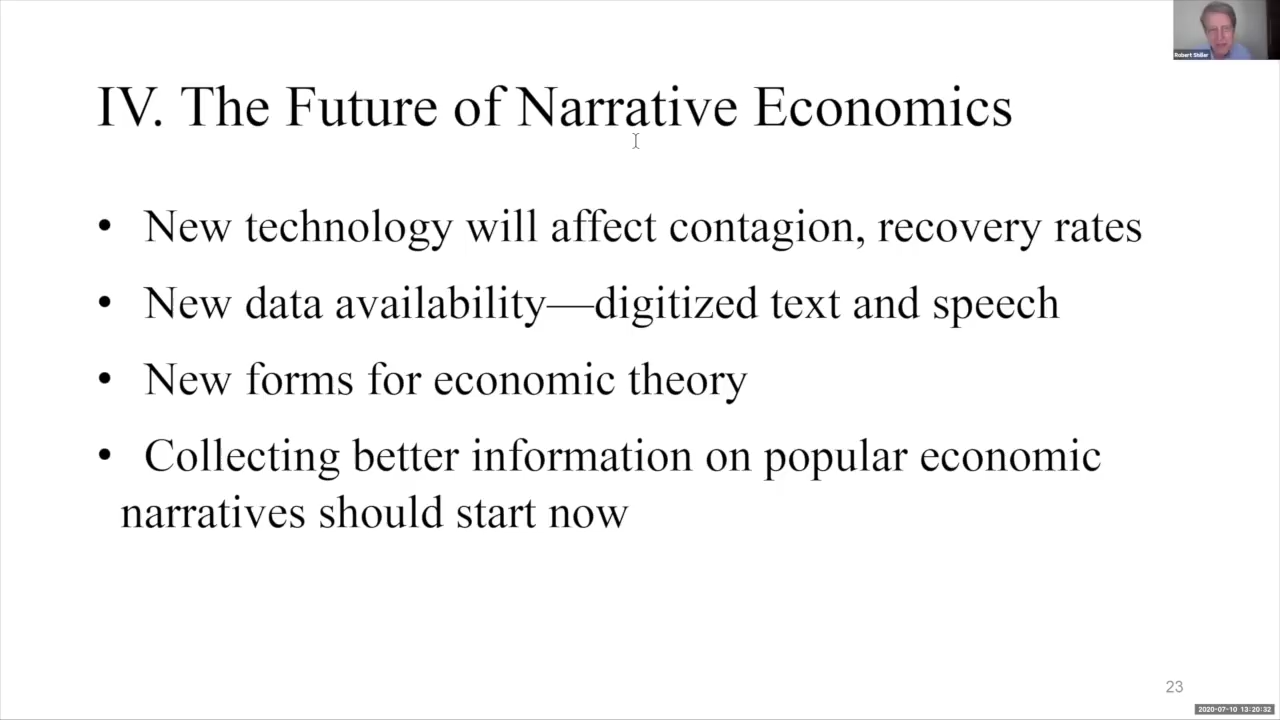 Robert Shiller
IV. The Future of Narrative Economics
• New technology will affect contagion, recovery rates
• New data availability—digitized text and speech
• New forms for economic theory
• Collecting better information on popular economic
narratives should start now
23
2020-07-10 13:20:32